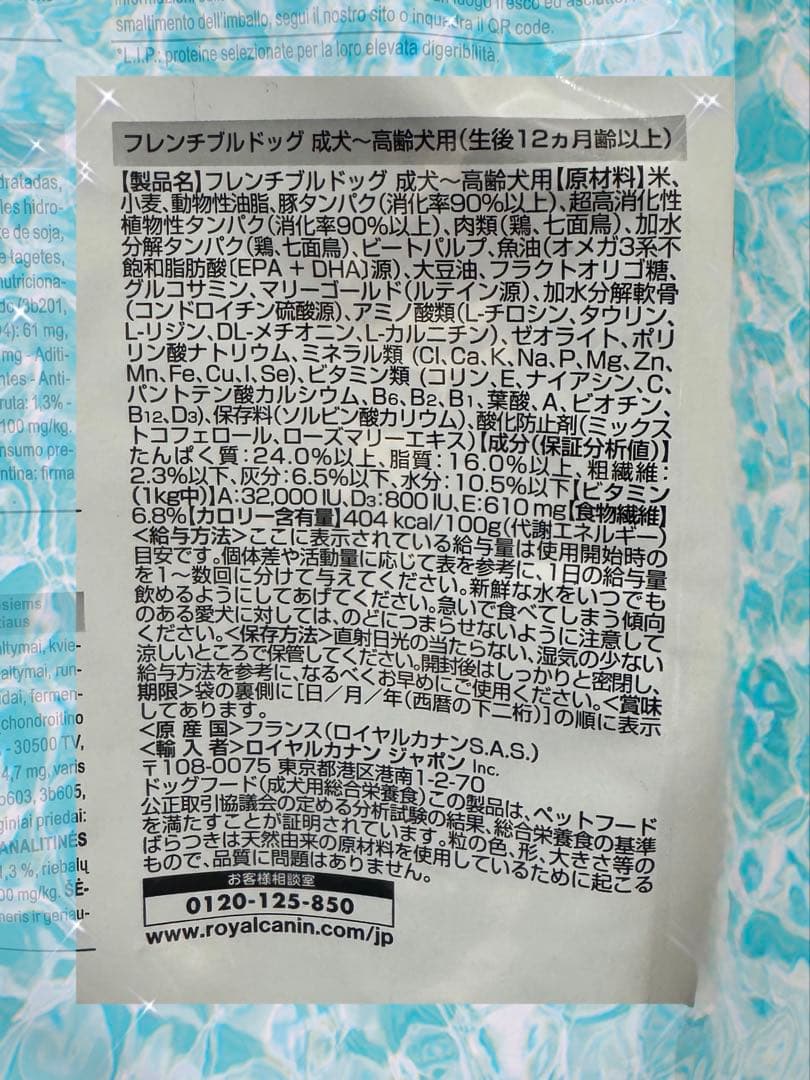 smaltimento dell'imballo, segui il nostro sito o inquadra il QR code.
*L.I.P.: proteine selezionate per la loro elevata digeribilità.
フレンチブルドッグ 成犬〜高齢犬用(生後12ヵ月齢以上)
【製品名】フレンチブルドッグ 成犬〜高齢犬用【原材料】米、
小麦、動物性油脂、豚タンパク(消化率90%以上)、超高消化性
植物性タンパク(消化率90%以上)、肉類(鶏、七面鳥)、加水
分解タンパク(鶏、七面鳥)、ビートパルプ、魚油(オメガ3系不
飽和脂肪酸〔EPA + DHA〕源)、大豆油、フラクトオリゴ糖、
グルコサミン、マリーゴールド(ルテイン源)、加水分解軟骨
(コンドロイチン硫酸源)、アミノ酸類(L-チロシン、タウリン、
L-リジン、DL-メチオニン、L-カルニチン)、ゼオライト、ポリ
リン酸ナトリウム、ミネラル類(Cl,Ca,K,Na,P,Mg,Zn,
Mn,Fe,Cu,I,Se)、ビタミン類(コリン、E、ナイアシン、C、
パントテン酸カルシウム、B6、B2、B1、葉酸、A、ビオチン、
B12、D3)、保存料(ソルビン酸カリウム)、酸化防止剤(ミックス
トコフェロール、ローズマリーエキス)【成分(保証分析値)】
たんぱく質:24.0%以上、脂質:16.0%以上、粗繊維:
2.3%以下、灰分:6.5%以下、水分:10.5%以下【ビタミン
(1kg中)】A:32,000 IU、D3:800 IU、E:610 mg【食物繊維】
6.8%【カロリー含有量】404 kcal/100g(代謝エネルギー)
<給与方法>ここに表示されている給与量は使用開始時の
目安です。個体差や活動量に応じて表を参考に、1日の給与量
を1〜数回に分けて与えてください。新鮮な水をいつでも
飲めるようにしてあげてください。急いで食べてしまう傾向
のある愛犬に対しては、のどにつまらせないように注意して
ください。<保存方法>直射日光の当たらない、湿気の少ない
涼しいところで保管してください。開封後はしっかりと密閉し、
給与方法を参考に、なるべくお早めにご使用ください。<賞味
期限>袋の裏側に[日/月/年(西暦の下二桁)]の順に表示
してあります。
<原産国>フランス(ロイヤルカナンS.A.S.)
<輸入者>ロイヤルカナン ジャポン Inc.
〒108-0075 東京都港区港南1-2-70
ドッグフード(成犬用総合栄養食)この製品は、ペットフード
公正取引協議会の定める分析試験の結果、総合栄養食の基準
を満たすことが証明されています。粒の色、形、大きさ等の
ばらつきは天然由来の原材料を使用しているために起こる
もので、品質に問題はありません。
お客様相談室
0120-125-850
www.royalcanin.com/jp